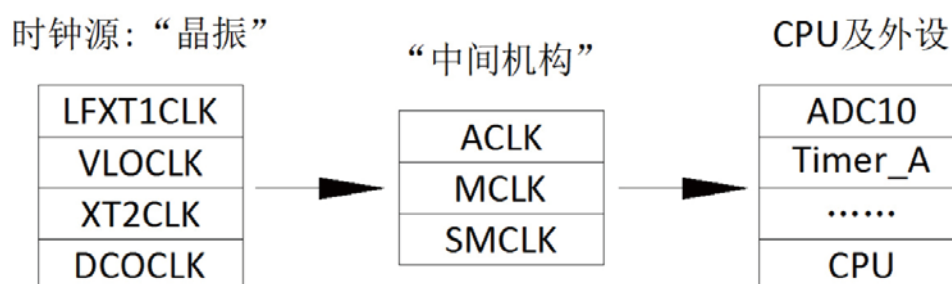 时钟源：“晶振”
LFXT1CLK
VLOCLK
XT2CLK
DCOCLK
“中间机构”
ACLK
MCLK
SMCLK
CPU及外设
ADC10
Timer_A
……
CPU